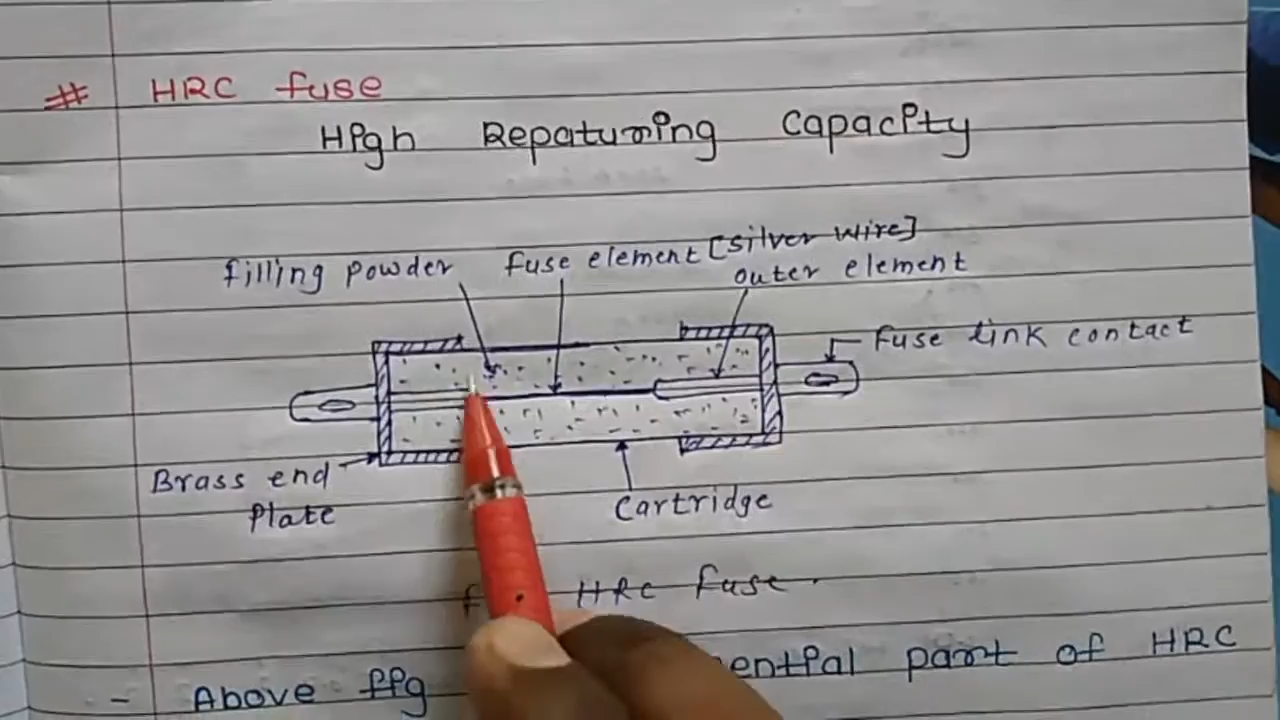 # HRC fuse
High Repaturing Capacity
filling powder fuse element [silver wire]
outer element
fuse link contact
Brass end
Plate
Cartridge
HRC fuse.
- Above fig part of HRC